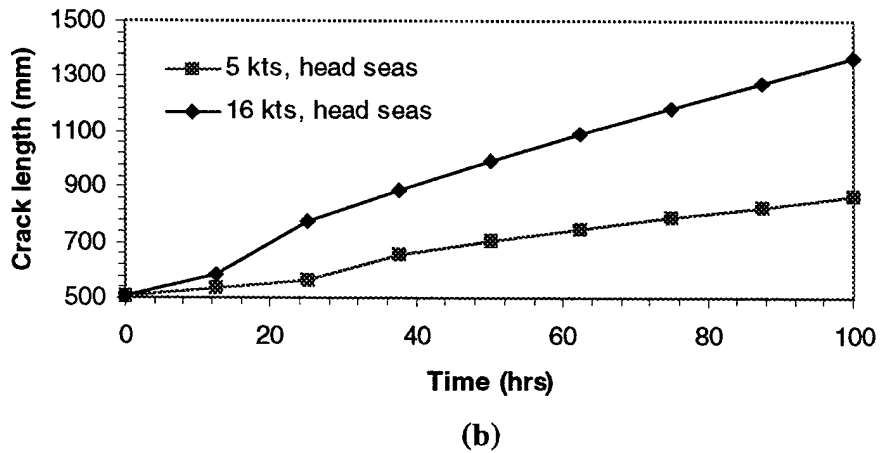 1500
1300
1100
900
700
500
Crack length (mm)
5 kts, head seas
16 kts, head seas
0
20
40
60
80
100
Time (hrs)
(b)